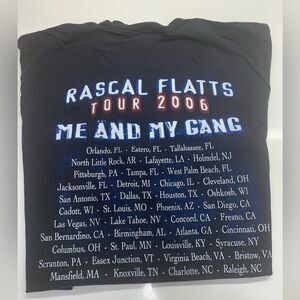 RASCAL FLATTS
TOUR 2006
ME AND MY GANG
Orlando, FL - Estero, FL - Tallahassee, FL
North Little Rock, AR - Lafayette, LA - Holmdel, NJ
Pittsburgh, PA - Tampa, FL - West Palm Beach, FL
Jacksonville, FL - Detroit, MI - Chicago, IL - Cleveland, OH
San Antonio, TX - Dallas, TX - Houston, TX - Oshkosh, WI
Cadott, WI - St. Louis, MO - Phoenix, AZ - San Diego, CA
Las Vegas, NV - Lake Tahoe, NV - Concord, CA - Fresno, CA
San Bernardino, CA - Birmingham, AL - Atlanta, GA - Cincinnati, OH
Columbus, OH - St. Paul, MN - Louisville, KY - Syracuse, NY
Scranton, PA - Essex Junction, VT - Virginia Beach, VA - Bristow, VA
Mansfield, MA - Knoxville, TN - Charlotte, NC - Raleigh, NC